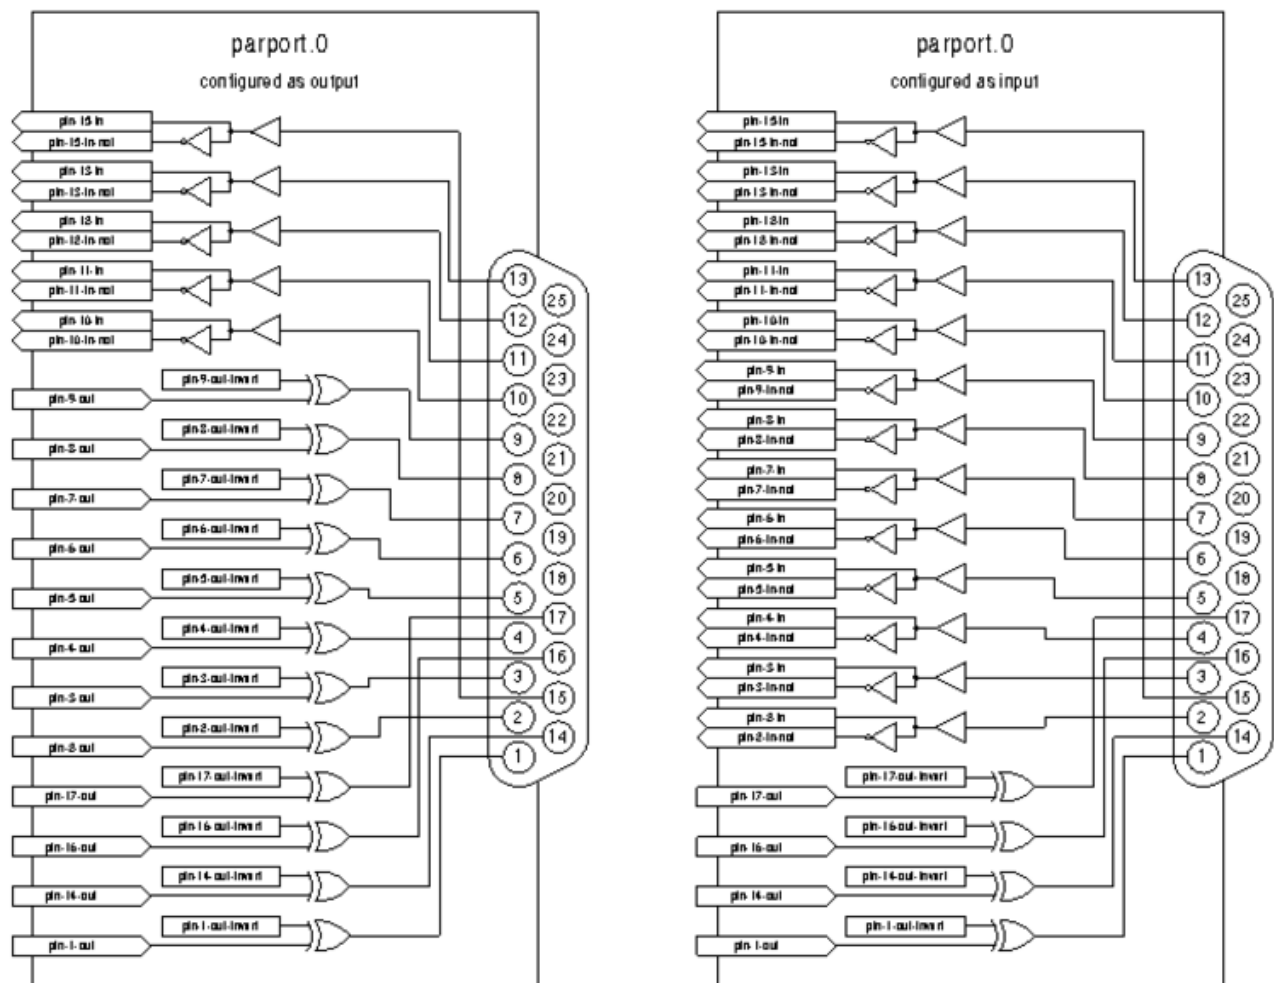 parport.0
configured as output
pin-15-in
pin-15-in-not
pin-13-in
pin-13-in-not
pin-12-in
pin-12-in-not
pin-11-in
pin-11-in-not
pin-10-in
pin-10-in-not
pin-9-out-invert
pin-9-out
pin-8-out-invert
pin-8-out
pin-7-out-invert
pin-7-out
pin-6-out-invert
pin-6-out
pin-5-out-invert
pin-5-out
pin-4-out-invert
pin-4-out
pin-3-out-invert
pin-3-out
pin-2-out-invert
pin-2-out
pin-17-out-invert
pin-17-out
pin-16-out-invert
pin-16-out
pin-14-out-invert
pin-14-out
pin-1-out-invert
pin-1-out
13
25
12
24
11
23
10
22
9
21
8
20
7
19
6
18
5
17
4
16
3
15
2
14
1
parport.0
configured as input
pin-15-in
pin-15-in-not
pin-13-in
pin-13-in-not
pin-12-in
pin-12-in-not
pin-11-in
pin-11-in-not
pin-10-in
pin-10-in-not
pin-9-in
pin-9-in-not
pin-8-in
pin-8-in-not
pin-7-in
pin-7-in-not
pin-6-in
pin-6-in-not
pin-5-in
pin-5-in-not
pin-4-in
pin-4-in-not
pin-3-in
pin-3-in-not
pin-2-in
pin-2-in-not
pin-17-out-invert
pin-17-out
pin-16-out-invert
pin-16-out
pin-14-out-invert
pin-14-out
pin-1-out-invert
pin-1-out
13
25
12
24
11
23
10
22
9
21
8
20
7
19
6
18
5
17
4
16
3
15
2
14
1